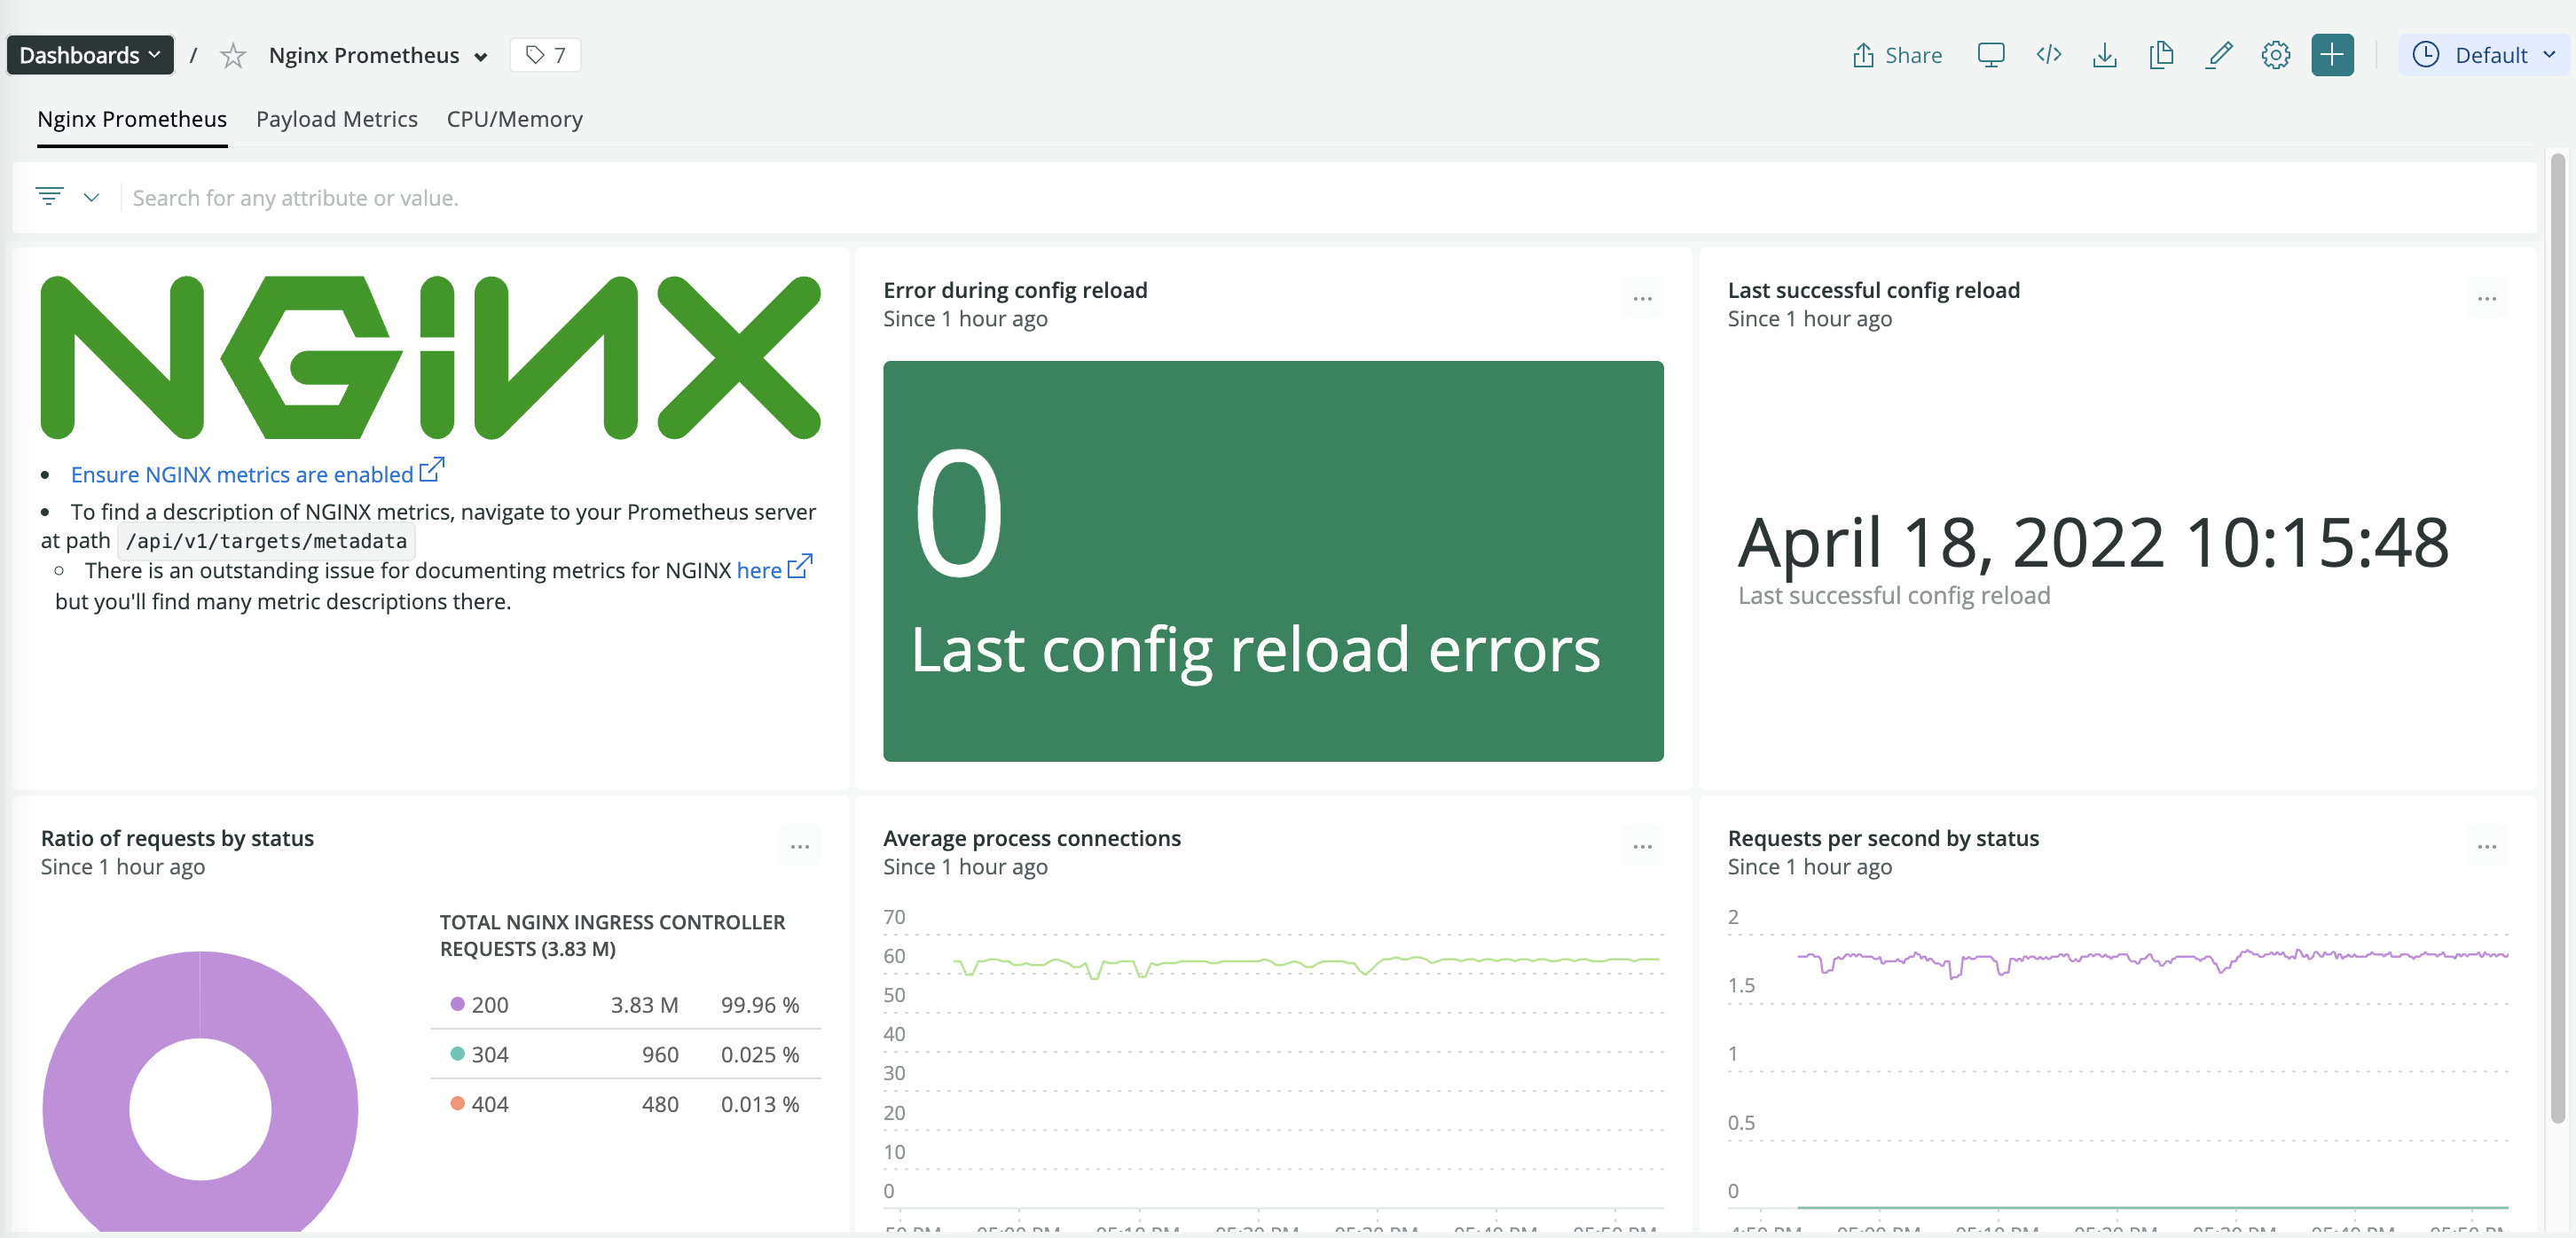 Dashboards / Nginx Prometheus 7 Share Default
Nginx Prometheus Payload Metrics CPU/Memory
Search for any attribute or value.
NGINX
Ensure NGINX metrics are enabled
To find a description of NGINX metrics, navigate to your Prometheus server
at path /api/v1/targets/metadata
There is an outstanding issue for documenting metrics for NGINX here
but you'll find many metric descriptions there.
Error during config reload
Since 1 hour ago
0
Last config reload errors
Last successful config reload
Since 1 hour ago
April 18, 2022 10:15:48
Last successful config reload
Ratio of requests by status
Since 1 hour ago
TOTAL NGINX INGRESS CONTROLLER
REQUESTS (3.83 M)
200 3.83 M 99.96 %
304 960 0.025 %
404 480 0.013 %
Average process connections
Since 1 hour ago
70
60
50
40
30
20
10
0
Requests per second by status
Since 1 hour ago
2
1.5
1
0.5
0